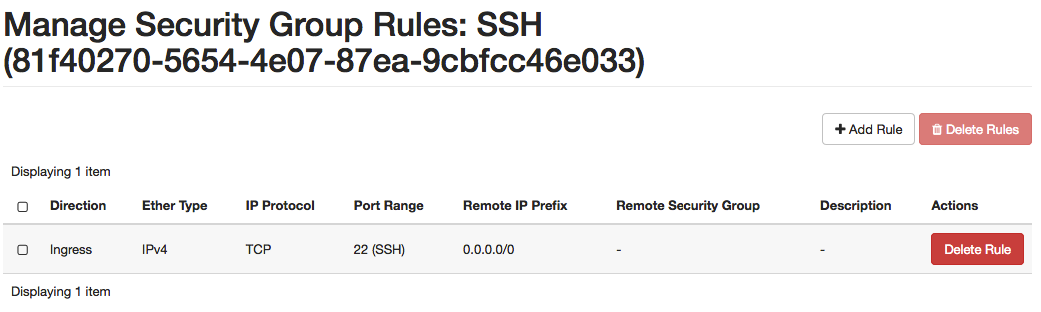 Manage Security Group Rules: SSH
(81f40270-5654-4e07-87ea-9cbfcc46e033)
Add Rule Delete Rules
Displaying 1 item
Direction Ether Type IP Protocol Port Range Remote IP Prefix Remote Security Group Description Actions
Ingress IPv4 TCP 22 (SSH) 0.0.0.0/0 - - Delete Rule
Displaying 1 item